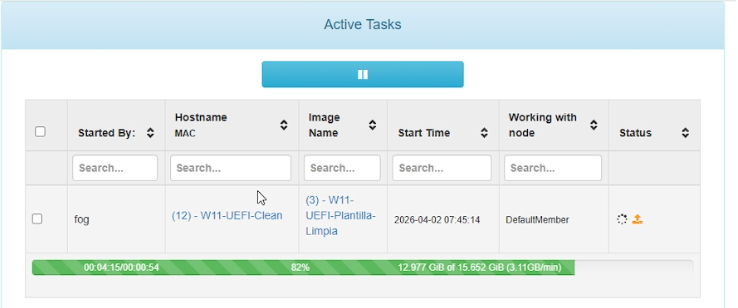 Active Tasks
Started By:
Hostname
MAC
Image
Name
Start Time
Working with
node
Status
Search...
Search...
Search...
Search...
Search...
fog
(12) - W11-UEFI-Clean
(3) - W11-
UEFI-Plantilla-
Limpia
2026-04-02 07:45:14
DefaultMember
00:04:15/00:00:54
82%
12.977 GiB of 15.652 GiB (3.11GB/min)